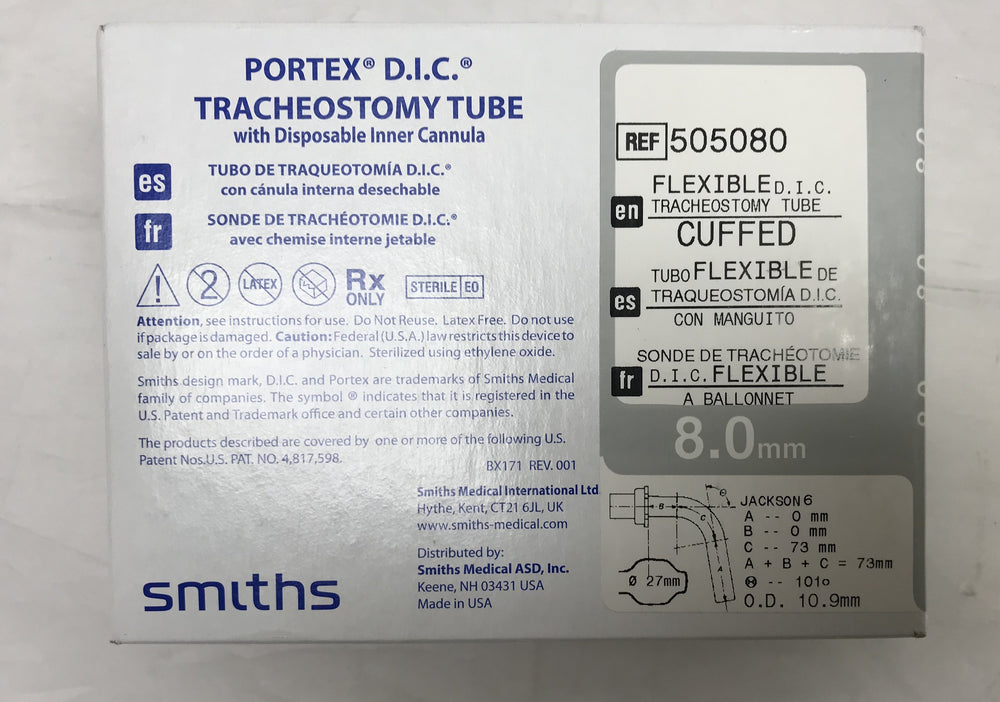 PORTEX® D.I.C.®
TRACHEOSTOMY TUBE
with Disposable Inner Cannula
es
TUBO DE TRAQUEOTOMÍA D.I.C.®
con cánula interna desechable
fr
SONDE DE TRACHÉOTOMIE D.I.C.®
avec chemise interne jetable
! 2 LATEX Rx ONLY STERILE EO
Attention, see instructions for use. Do Not Reuse. Latex Free. Do not use
if package is damaged. Caution: Federal (U.S.A.) law restricts this device to
sale by or on the order of a physician. Sterilized using ethylene oxide.
Smiths design mark, D.I.C. and Portex are trademarks of Smiths Medical
family of companies. The symbol ® indicates that it is registered in the
U.S. Patent and Trademark office and certain other companies.
The products described are covered by one or more of the following U.S.
Patent Nos.U.S. PAT. NO. 4,817,598.
BX171 REV. 001
Smiths Medical International Ltd
Hythe, Kent, CT21 6JL, UK
www.smiths-medical.com
Distributed by:
Smiths Medical ASD, Inc.
Keene, NH 03431 USA
Made in USA
smiths
REF 505080
en
FLEXIBLE D.I.C.
TRACHEOSTOMY TUBE
CUFFED
es
TUBO FLEXIBLE DE
TRAQUEOSTOMÍA D.I.C.
CON MANGUITO
fr
SONDE DE TRACHÉOTOMIE
D.I.C. FLEXIBLE
A BALLONNET
8.0mm
B
C
Θ
A
Ø 27mm
JACKSON 6
A -- 0 mm
B -- 0 mm
C -- 73 mm
A + B + C = 73mm
Θ -- 101o
O.D. 10.9mm